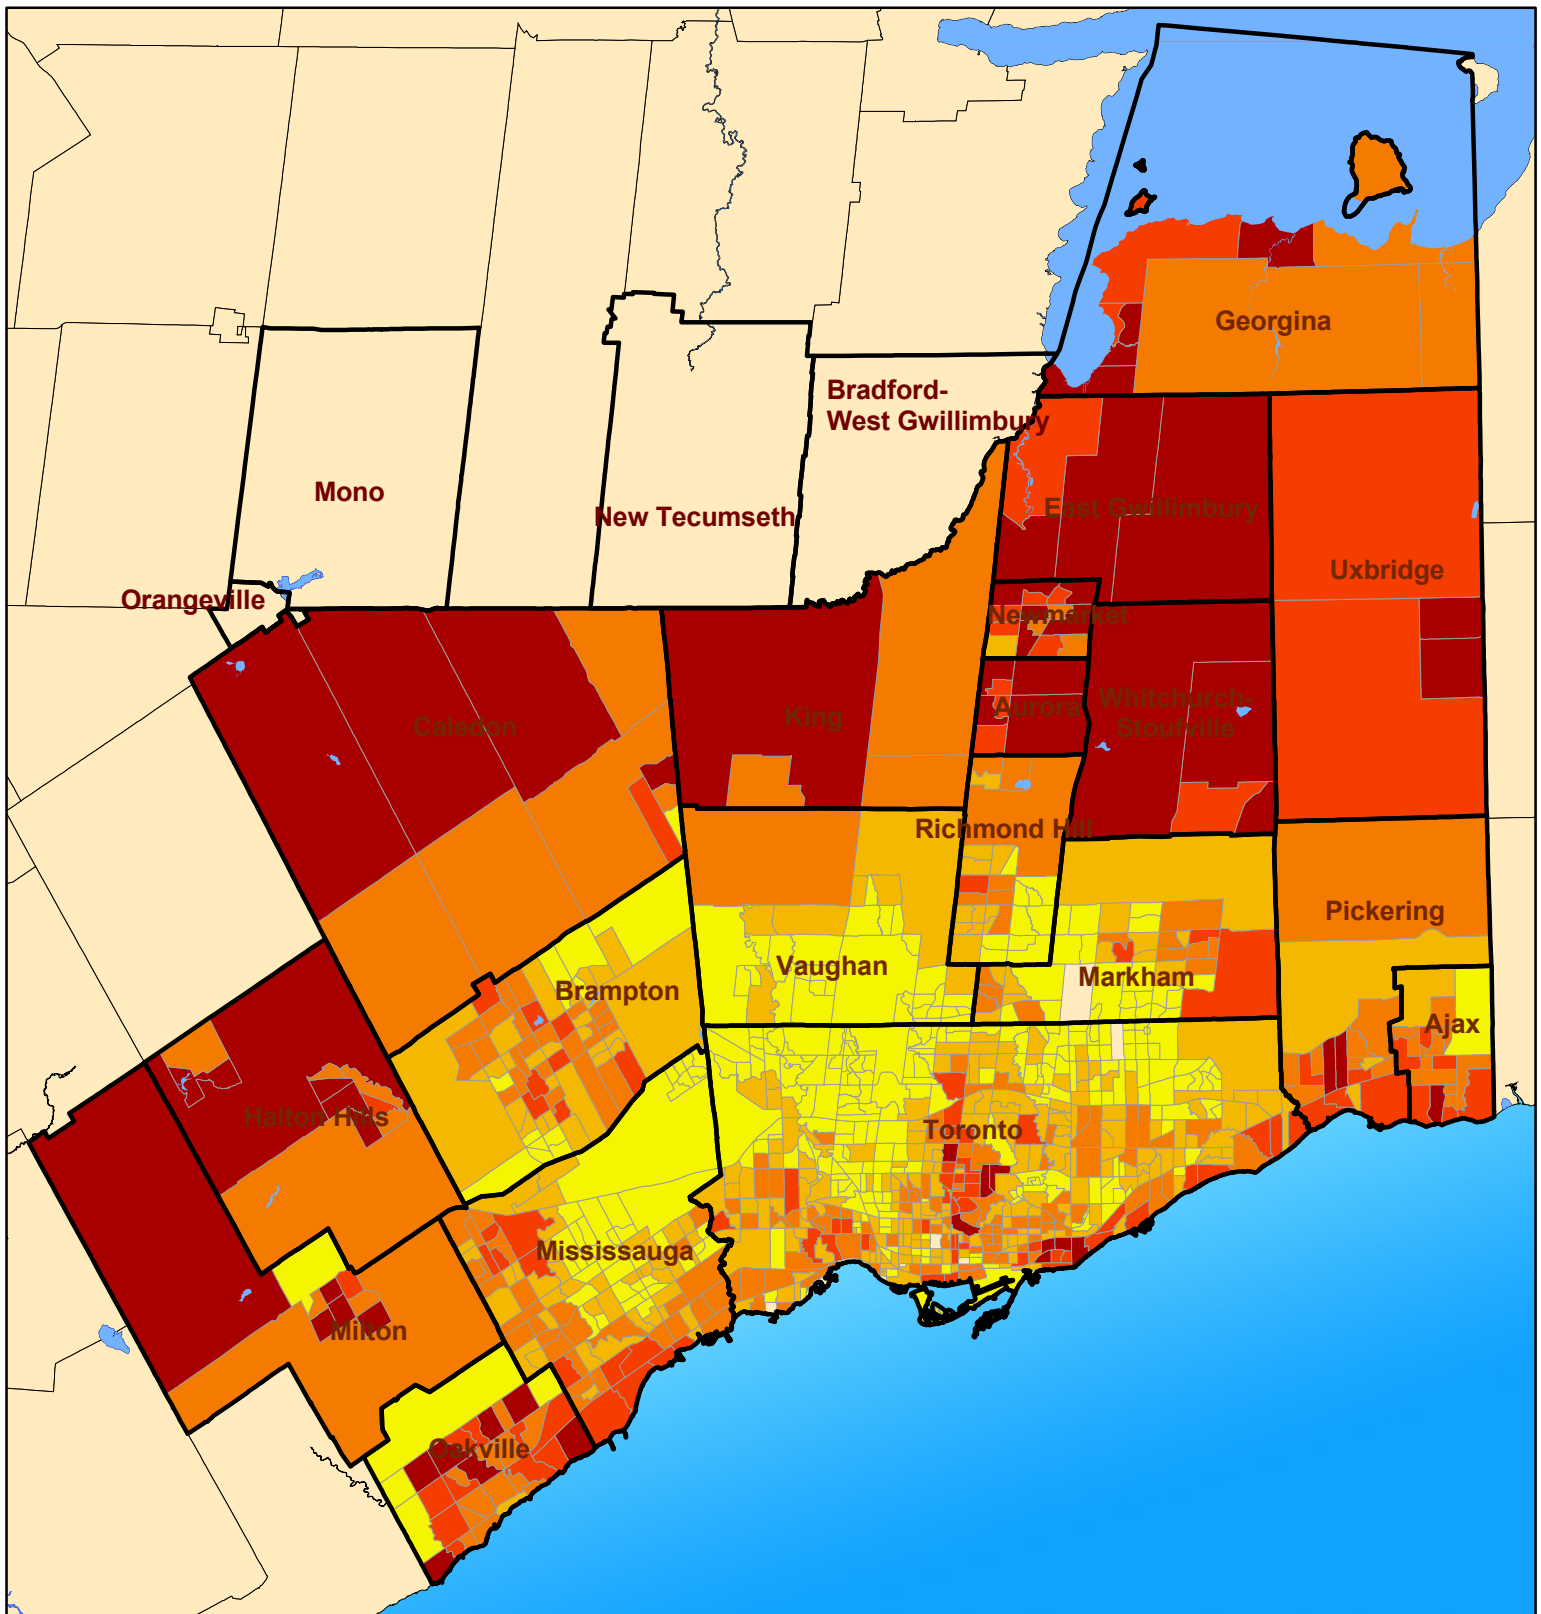 Georgina
Bradford-
West Gwillimbury
Mono
New Tecumseth
East Gwillimbury
Uxbridge
Orangeville
Newmarket
Caledon
King
Aurora
Whitchurch-
Stoufville
Richmond Hill
Pickering
Vaughan
Markham
Brampton
Ajax
Halton Hills
Toronto
Mississauga
Milton
Oakville